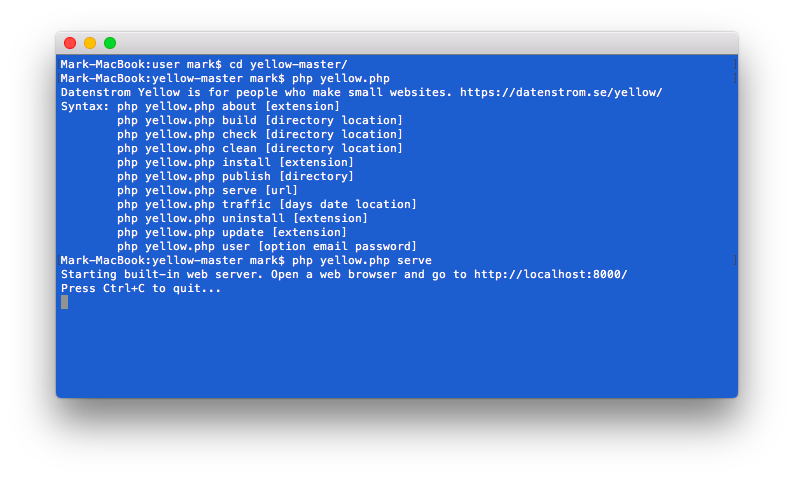 Mark-MacBook:user mark$ cd yellow-master/
Mark-MacBook:yellow-master mark$ php yellow.php
Datenstrom Yellow is for people who make small websites. https://datenstrom.se/yellow/
Syntax: php yellow.php about [extension]
        php yellow.php build [directory location]
        php yellow.php check [directory location]
        php yellow.php clean [directory location]
        php yellow.php install [extension]
        php yellow.php publish [directory]
        php yellow.php serve [url]
        php yellow.php traffic [days date location]
        php yellow.php uninstall [extension]
        php yellow.php update [extension]
        php yellow.php user [option email password]
Mark-MacBook:yellow-master mark$ php yellow.php serve
Starting built-in web server. Open a web browser and go to http://localhost:8000/
Press Ctrl+C to quit...